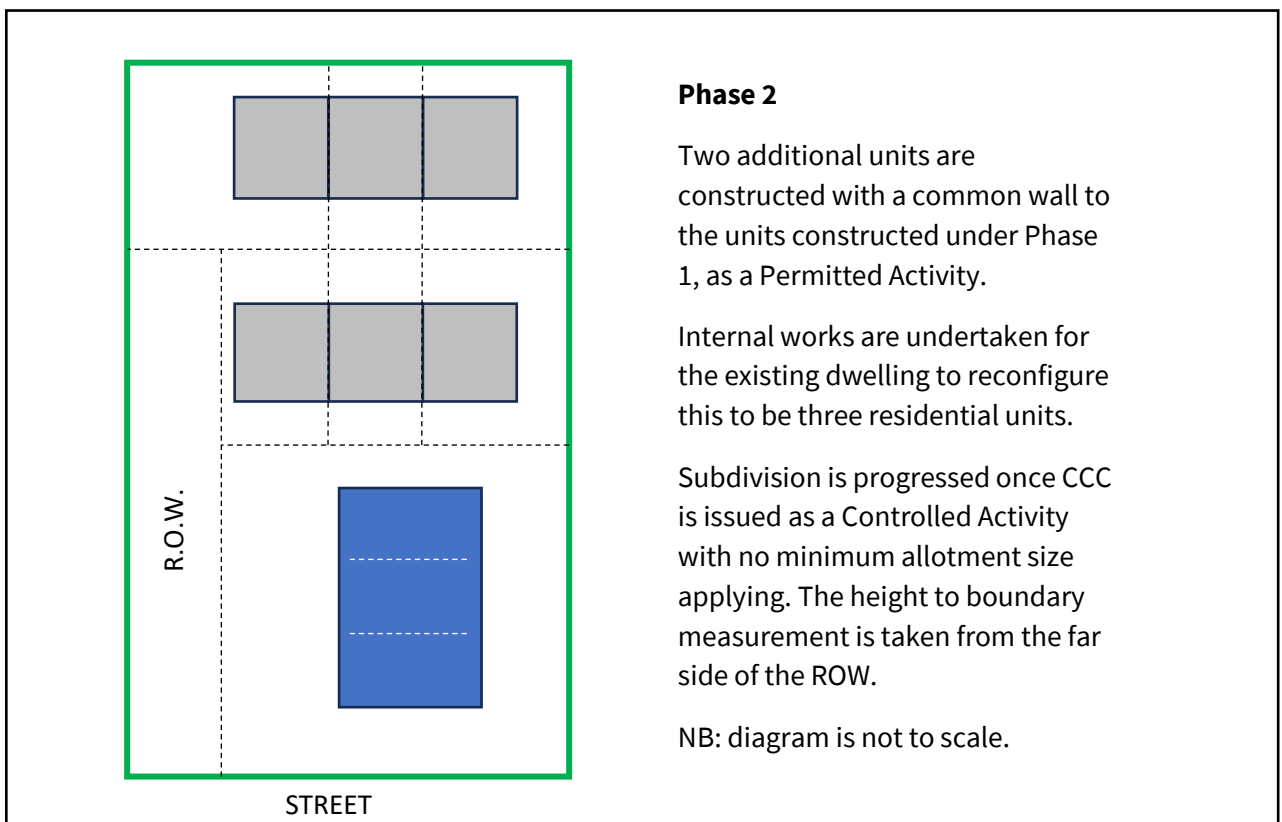 Phase 2
Two additional units are
constructed with a common wall to
the units constructed under Phase
1, as a Permitted Activity.
Internal works are undertaken for
the existing dwelling to reconfigure
this to be three residential units.
Subdivision is progressed once CCC
is issued as a Controlled Activity
with no minimum allotment size
applying. The height to boundary
measurement is taken from the far
side of the ROW.
NB: diagram is not to scale.
R.O.W.
STREET